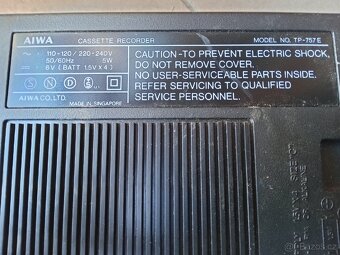 AIWA CASSETTE RECORDER MODEL NO. TP-757E
~ 110-120/220-240V
50/60Hz 5W
6V (BATT 1.5V x 4)
S N D
AIWA CO., LTD. MADE IN SINGAPORE
CAUTION-TO PREVENT ELECTRIC SHOCK,
DO NOT REMOVE COVER.
NO USER-SERVICEABLE PARTS INSIDE.
REFER SERVICING TO QUALIFIED
SERVICE PERSONNEL.